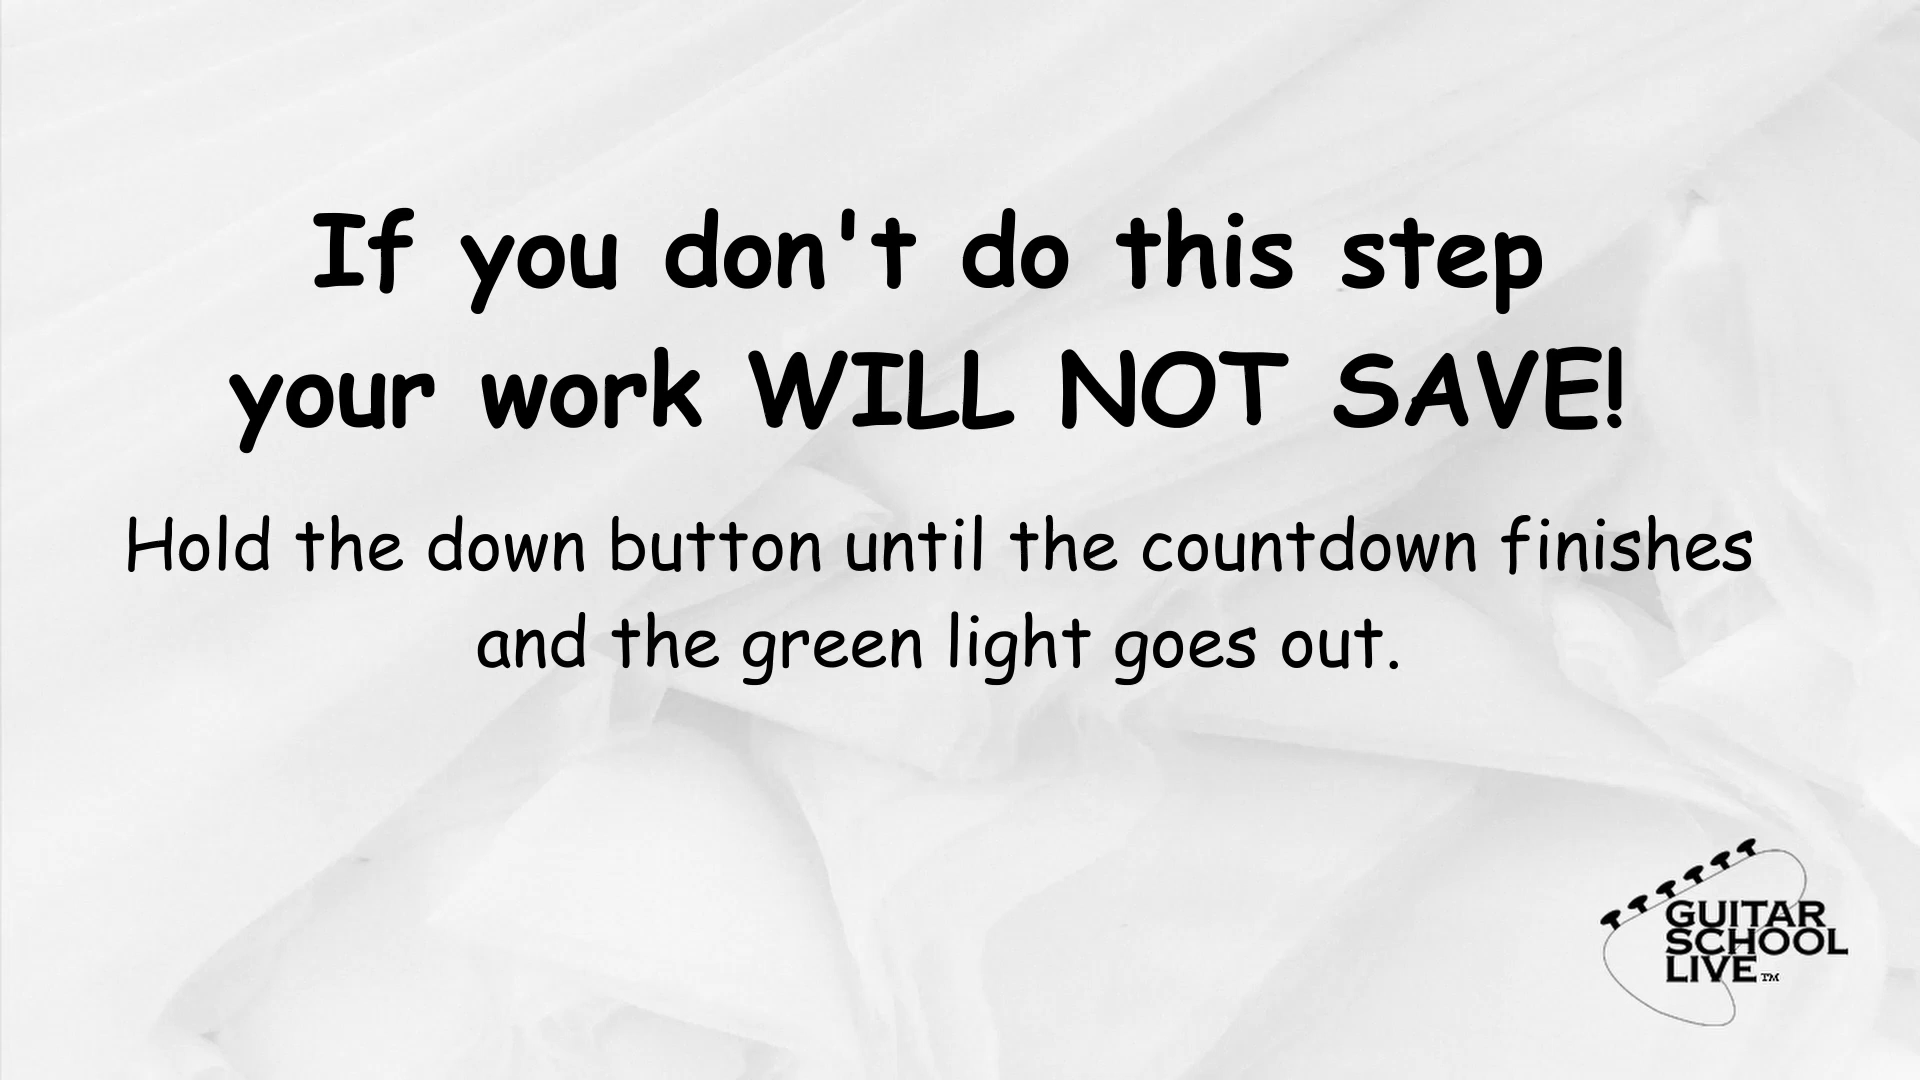 If you don't do this step
your work WILL NOT SAVE!
Hold the down button until the countdown finishes
and the green light goes out.
GUITAR
SCHOOL
LIVE™